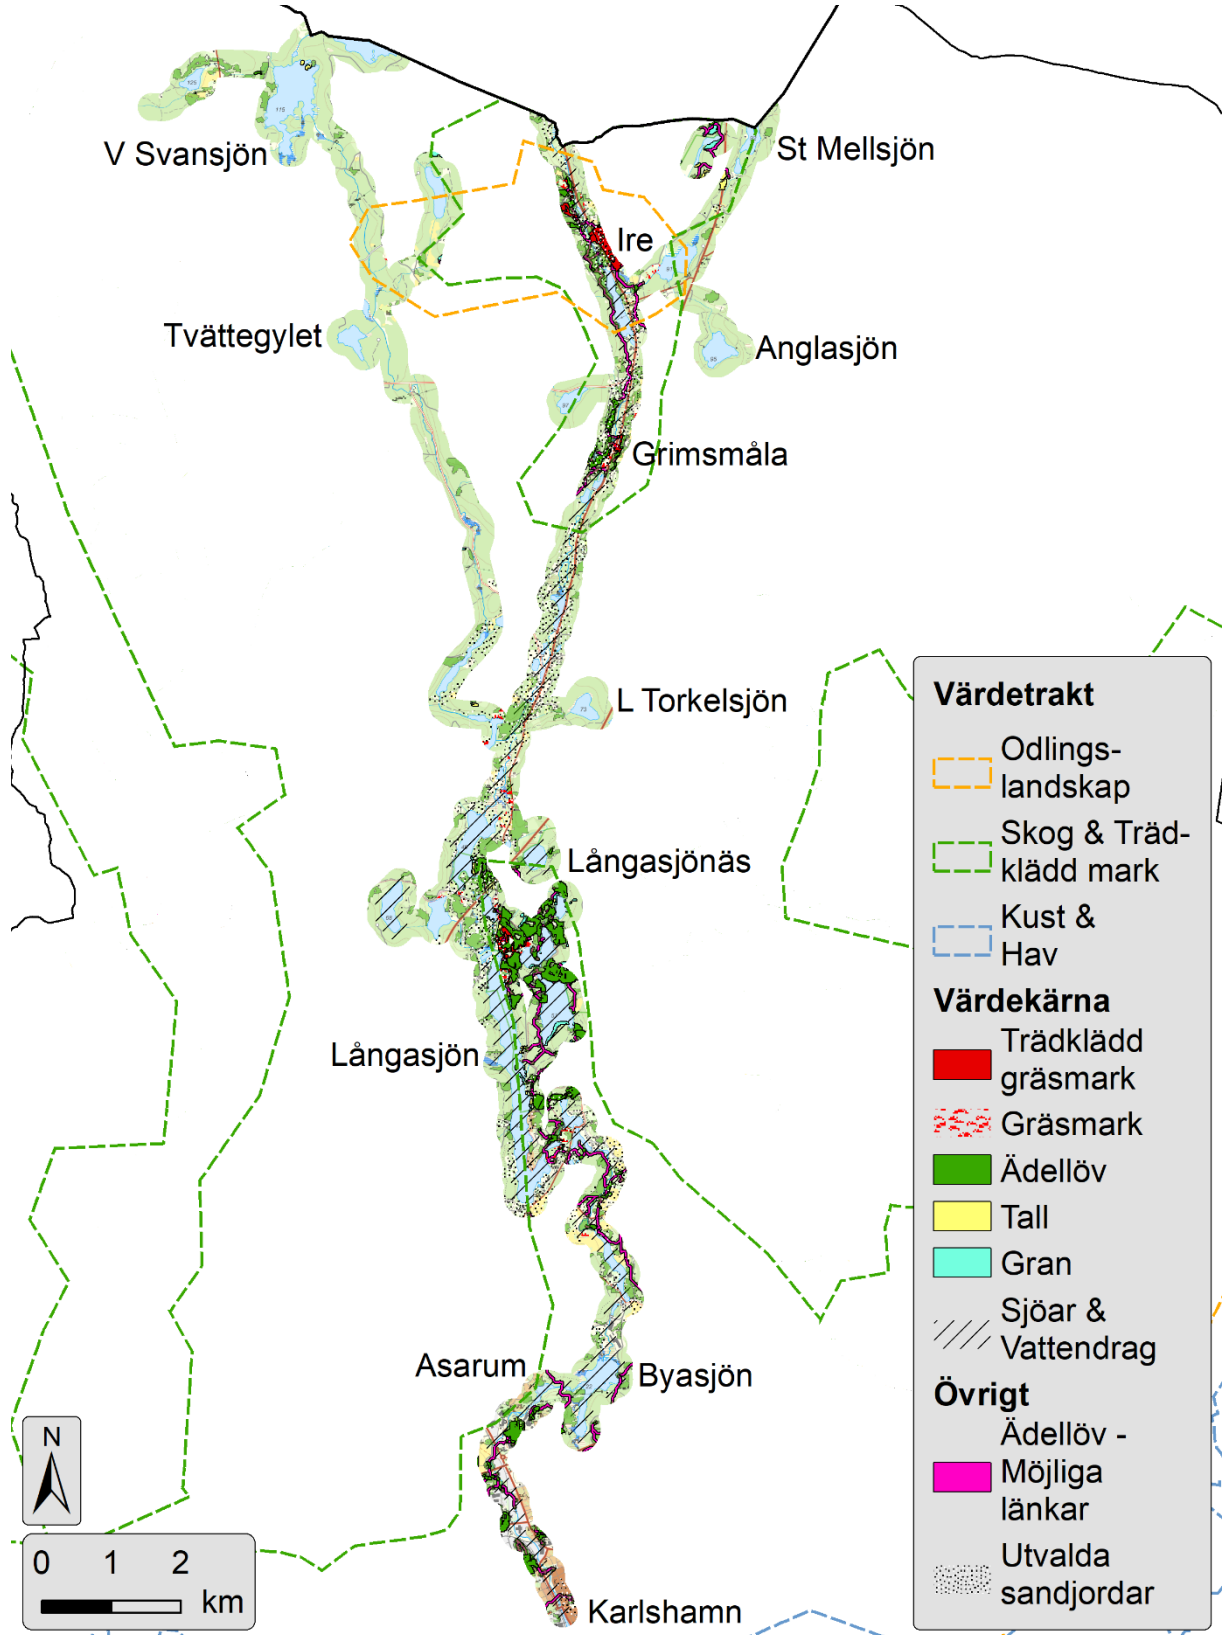 V Svansjön
St Mellsjön
Ire
Tvättegylet
Anglasjön
Grimsmåla
L Torkelsjön
Långasjönäs
Långasjön
Asarum
Byasjön
Karlshamn
N
0 1 2
km
Värdetrakt
Odlings-
landskap
Skog & Träd-
klädd mark
Kust &
Hav
Värdekärna
Trädklädd
gräsmark
Gräsmark
Ädellöv
Tall
Gran
Sjöar &
Vattendrag
Övrigt
Ädellöv -
Möjliga
länkar
Utvalda
sandjordar